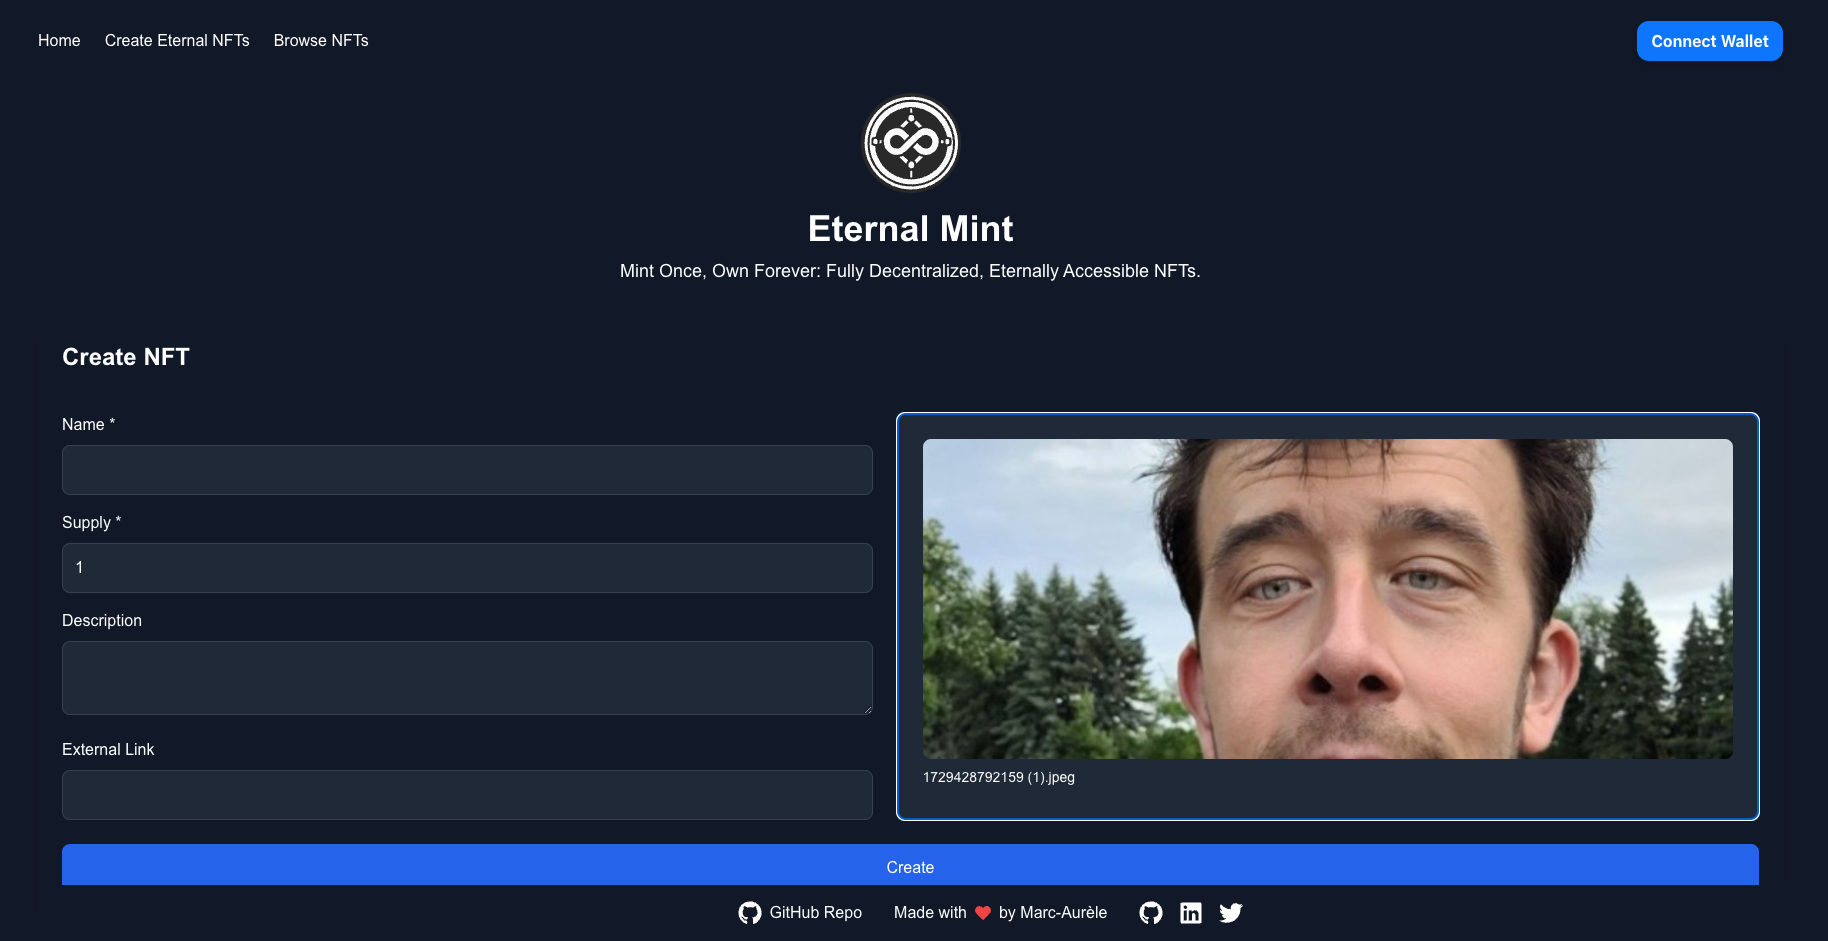 Home Create Eternal NFTs Browse NFTs Connect Wallet
Eternal Mint
Mint Once, Own Forever: Fully Decentralized, Eternally Accessible NFTs.
Create NFT
Name *
Supply *
1
Description
External Link
1729428792159 (1).jpeg
Create
GitHub Repo Made with ❤ by Marc-Aurèle